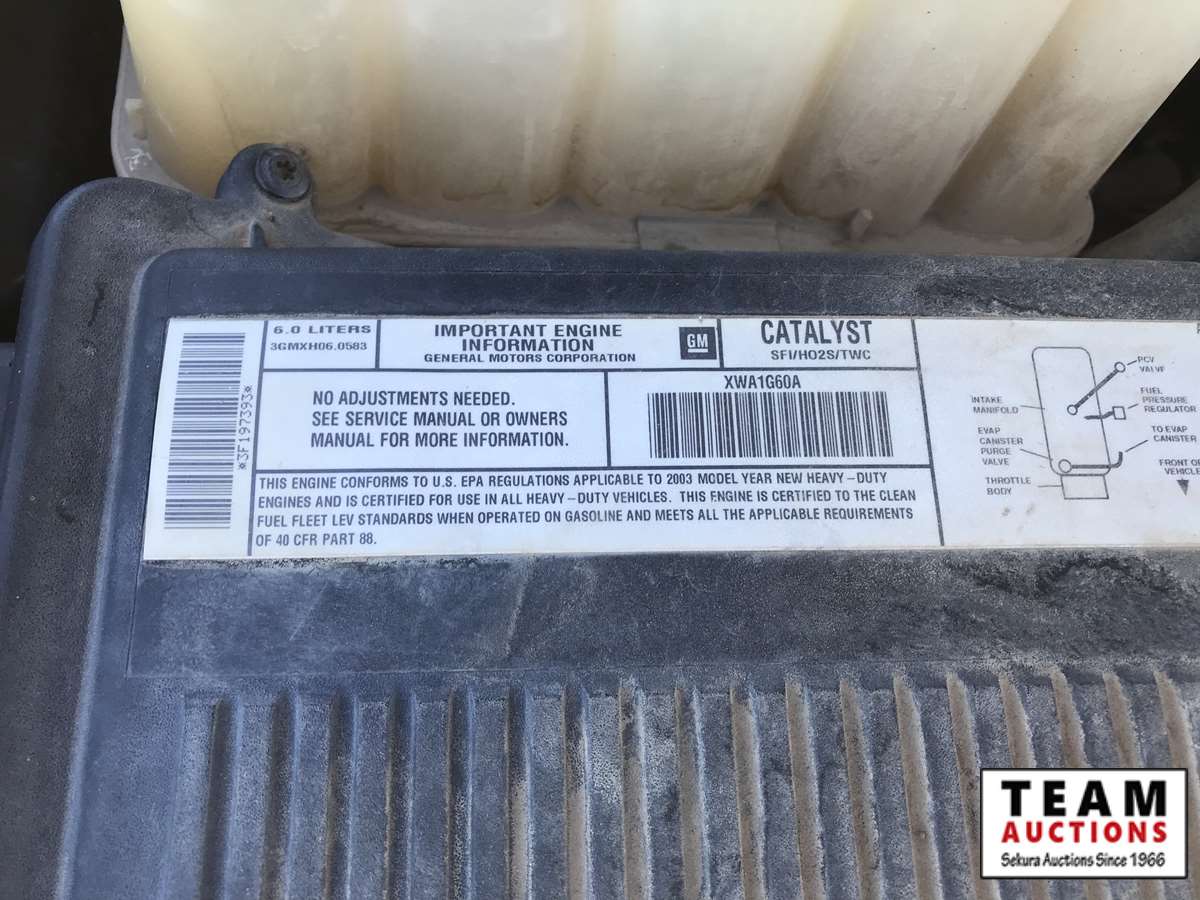 *3F197393*
6.0 LITERS
3GMXH06.0583
IMPORTANT ENGINE
INFORMATION
GENERAL MOTORS CORPORATION
GM
CATALYST
SFI/HO2S/TWC
NO ADJUSTMENTS NEEDED.
SEE SERVICE MANUAL OR OWNERS
MANUAL FOR MORE INFORMATION.
XWA1G60A
THIS ENGINE CONFORMS TO U.S. EPA REGULATIONS APPLICABLE TO 2003 MODEL YEAR NEW HEAVY-DUTY
ENGINES AND IS CERTIFIED FOR USE IN ALL HEAVY-DUTY VEHICLES. THIS ENGINE IS CERTIFIED TO THE CLEAN
FUEL FLEET LEV STANDARDS WHEN OPERATED ON GASOLINE AND MEETS ALL THE APPLICABLE REQUIREMENTS
OF 40 CFR PART 88.
PCV
VALVE
FUEL
PRESSURE
REGULATOR
INTAKE
MANIFOLD
EVAP
CANISTER
PURGE
VALVE
TO EVAP
CANISTER
THROTTLE
BODY
FRONT OF
VEHICLE
TEAM
AUCTIONS
Sekura Auctions Since 1966